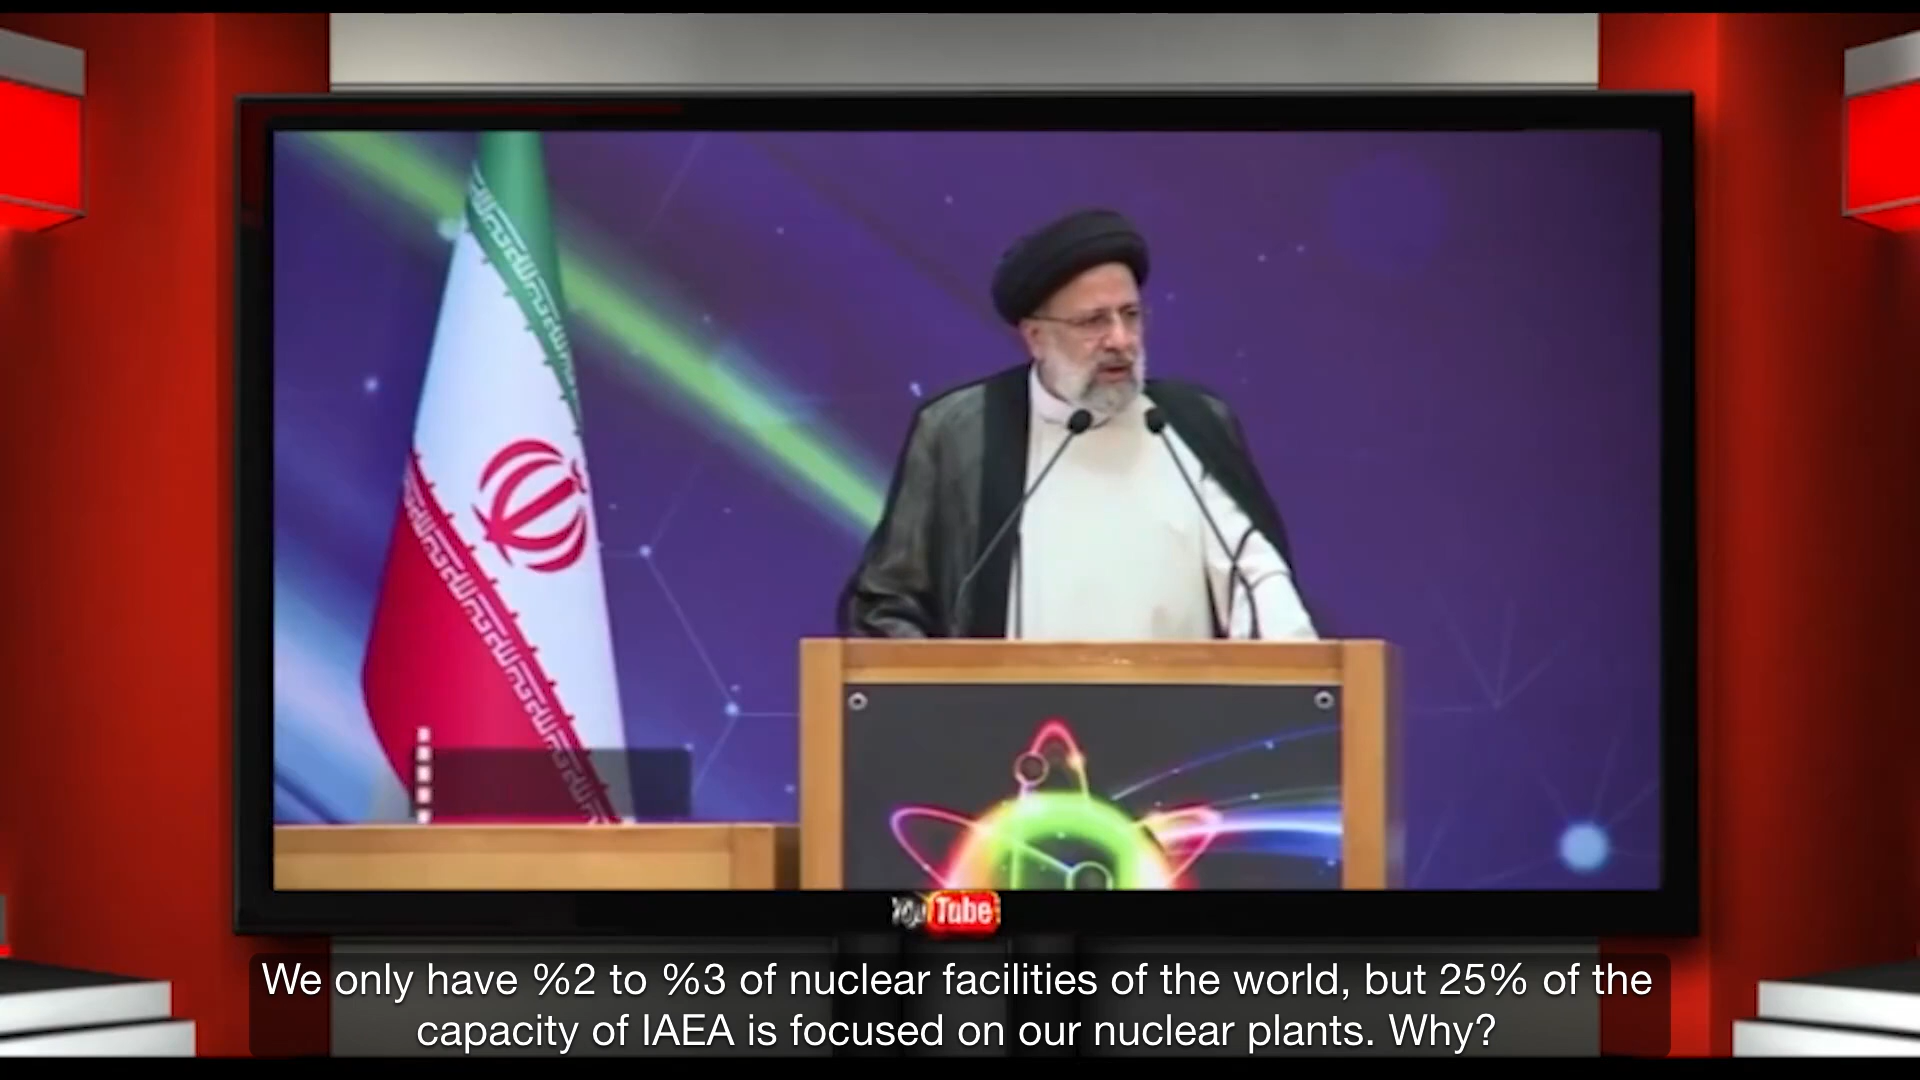 YouTube
We only have %2 to %3 of nuclear facilities of the world, but 25% of the
capacity of IAEA is focused on our nuclear plants. Why?